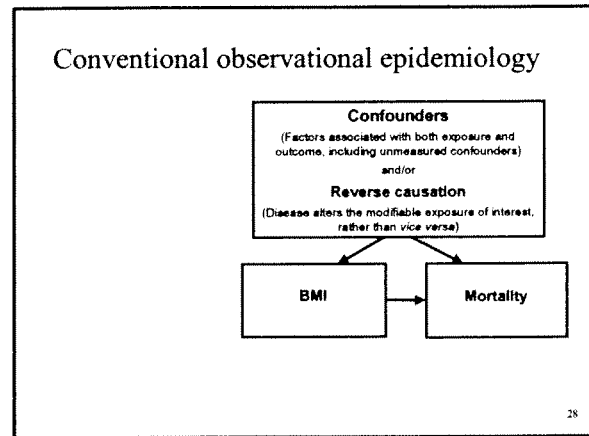 Conventional observational epidemiology
Confounders
(Factors associated with both exposure and
outcome, including unmeasured confounders)
and/or
Reverse causation
(Disease alters the modifiable exposure of interest,
rather than vice versa)
BMI
Mortality
28